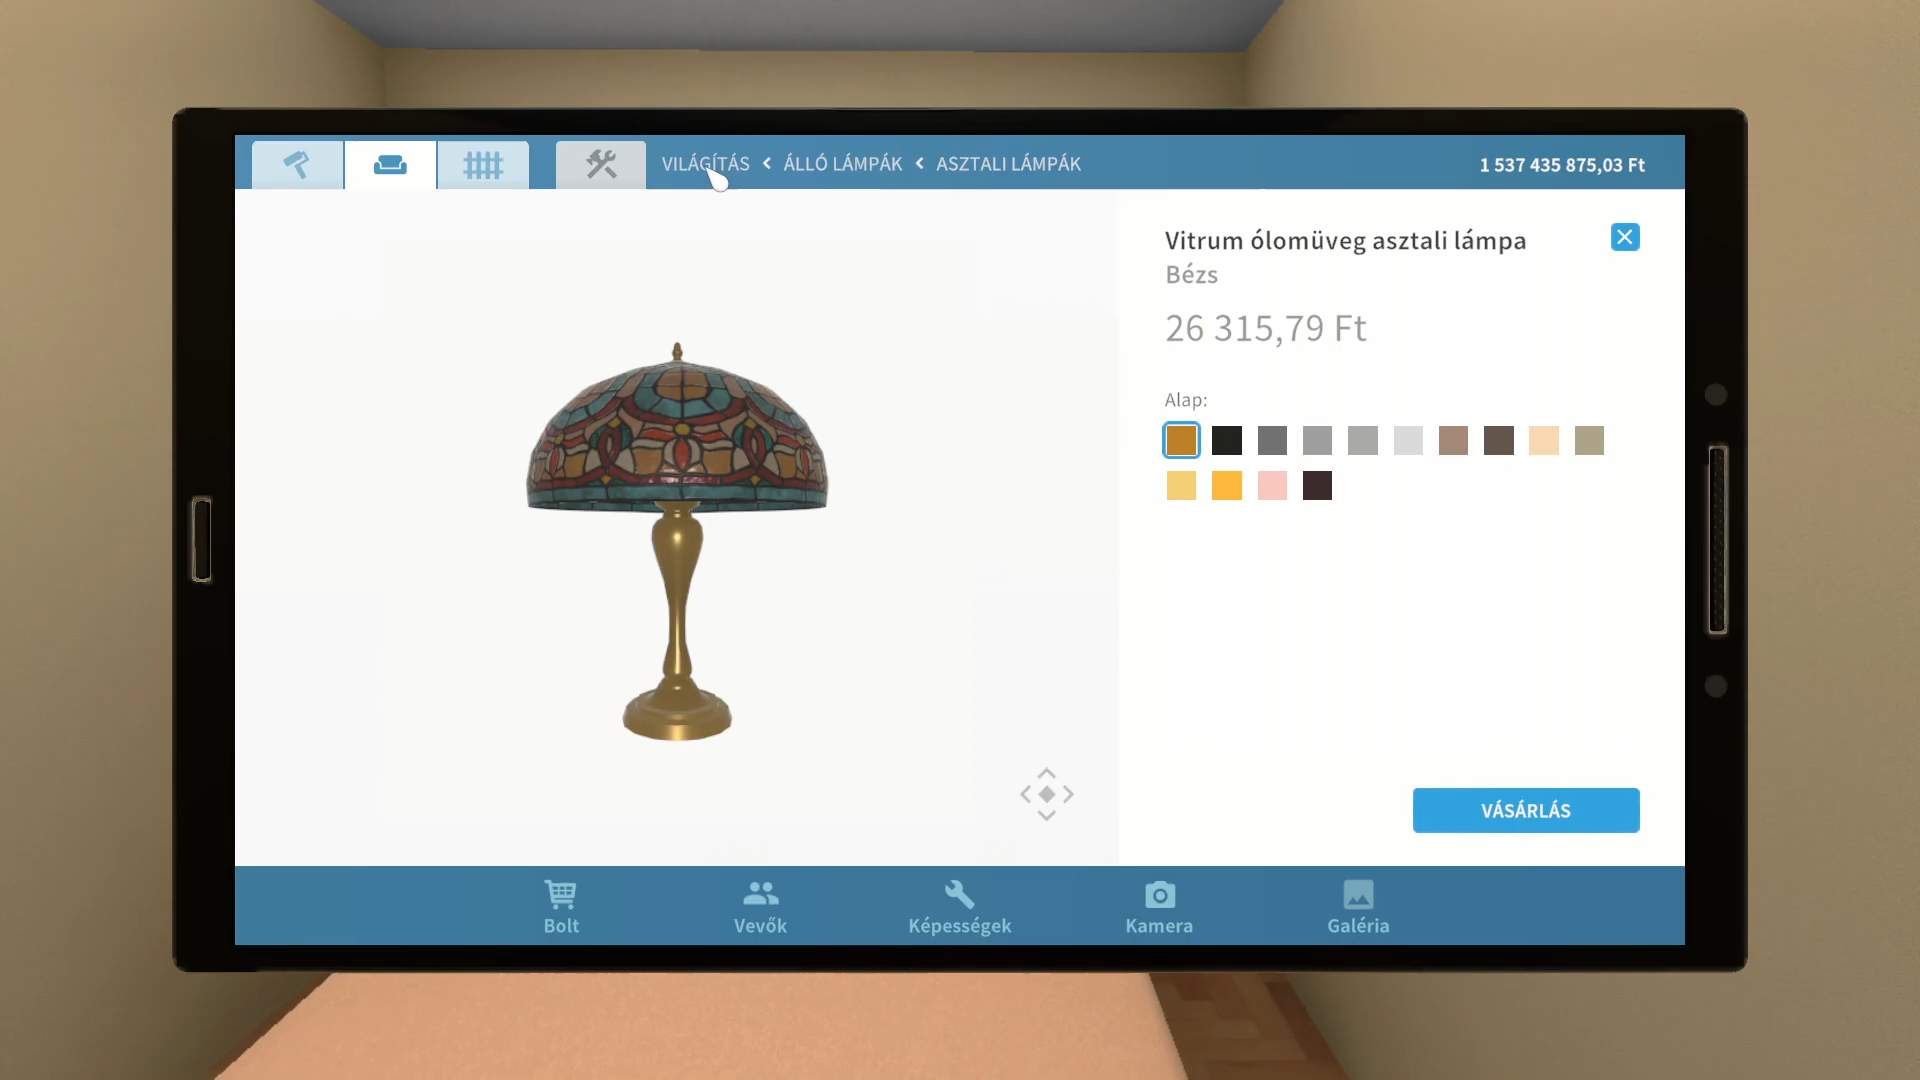 VILÁGÍTÁS < ÁLLÓ LÁMPÁK < ASZTALI LÁMPÁK
1 537 435 875,03 Ft
Vitrum ólomüveg asztali lámpa
Bézs
26 315,79 Ft
Alap:
VÁSÁRLÁS
Bolt
Vevők
Képességek
Kamera
Galéria